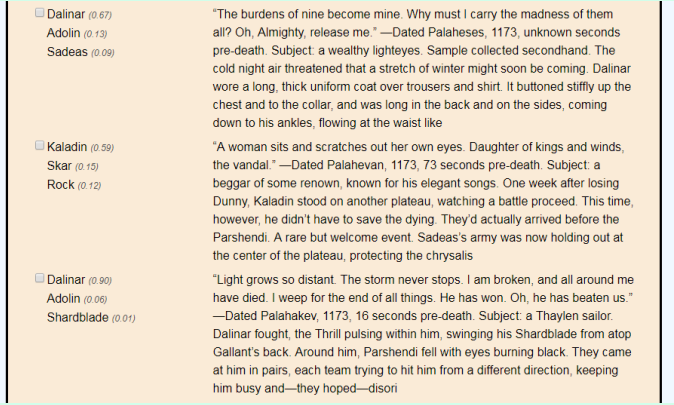 Dalinar (0.67)
Adolin (0.13)
Sadeas (0.09)
“The burdens of nine become mine. Why must I carry the madness of them
all? Oh, Almighty, release me.” —Dated Palaheses, 1173, unknown seconds
pre-death. Subject: a wealthy lighteyes. Sample collected secondhand. The
cold night air threatened that a stretch of winter might soon be coming. Dalinar
wore a long, thick uniform coat over trousers and shirt. It buttoned stiffly up the
chest and to the collar, and was long in the back and on the sides, coming
down to his ankles, flowing at the waist like
Kaladin (0.59)
Skar (0.15)
Rock (0.12)
“A woman sits and scratches out her own eyes. Daughter of kings and winds,
the vandal.” —Dated Palahevan, 1173, 73 seconds pre-death. Subject: a
beggar of some renown, known for his elegant songs. One week after losing
Dunny, Kaladin stood on another plateau, watching a battle proceed. This time,
however, he didn’t have to save the dying. They’d actually arrived before the
Parshendi. A rare but welcome event. Sadeas’s army was now holding out at
the center of the plateau, protecting the chrysalis
Dalinar (0.90)
Adolin (0.06)
Shardblade (0.01)
“Light grows so distant. The storm never stops. I am broken, and all around me
have died. I weep for the end of all things. He has won. Oh, he has beaten us.”
—Dated Palahakev, 1173, 16 seconds pre-death. Subject: a Thaylen sailor.
Dalinar fought, the Thrill pulsing within him, swinging his Shardblade from atop
Gallant’s back. Around him, Parshendi fell with eyes burning black. They came
at him in pairs, each team trying to hit him from a different direction, keeping
him busy and—they hoped—disori